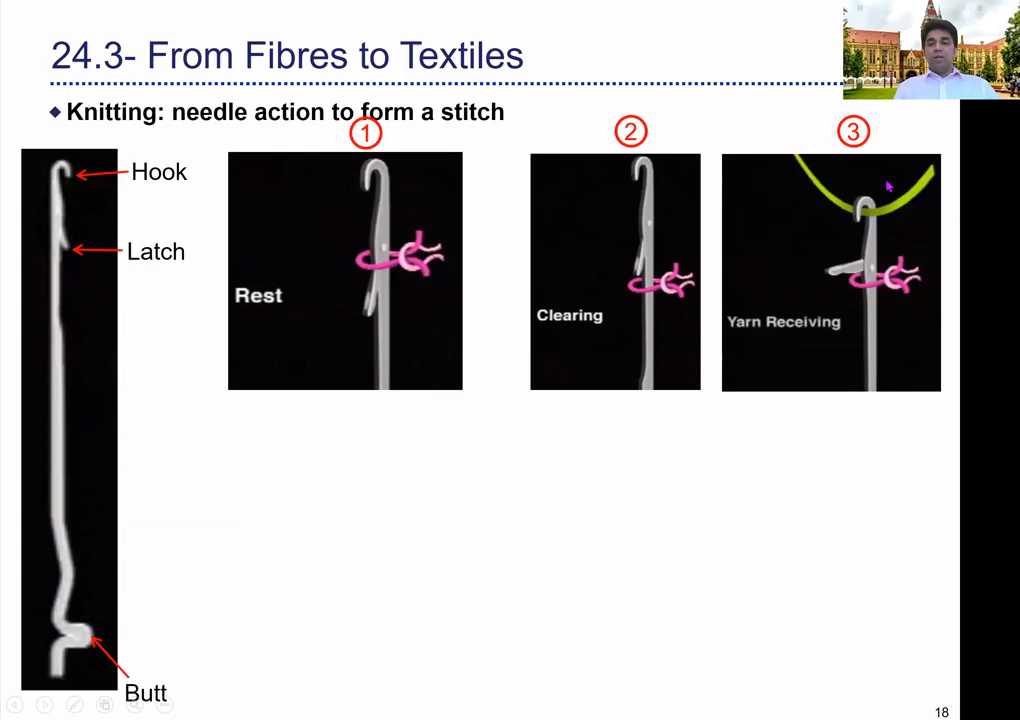 24.3- From Fibres to Textiles
Knitting: needle action to form a stitch
1
2
3
Hook
Latch
Rest
Clearing
Yarn Receiving
Butt
18